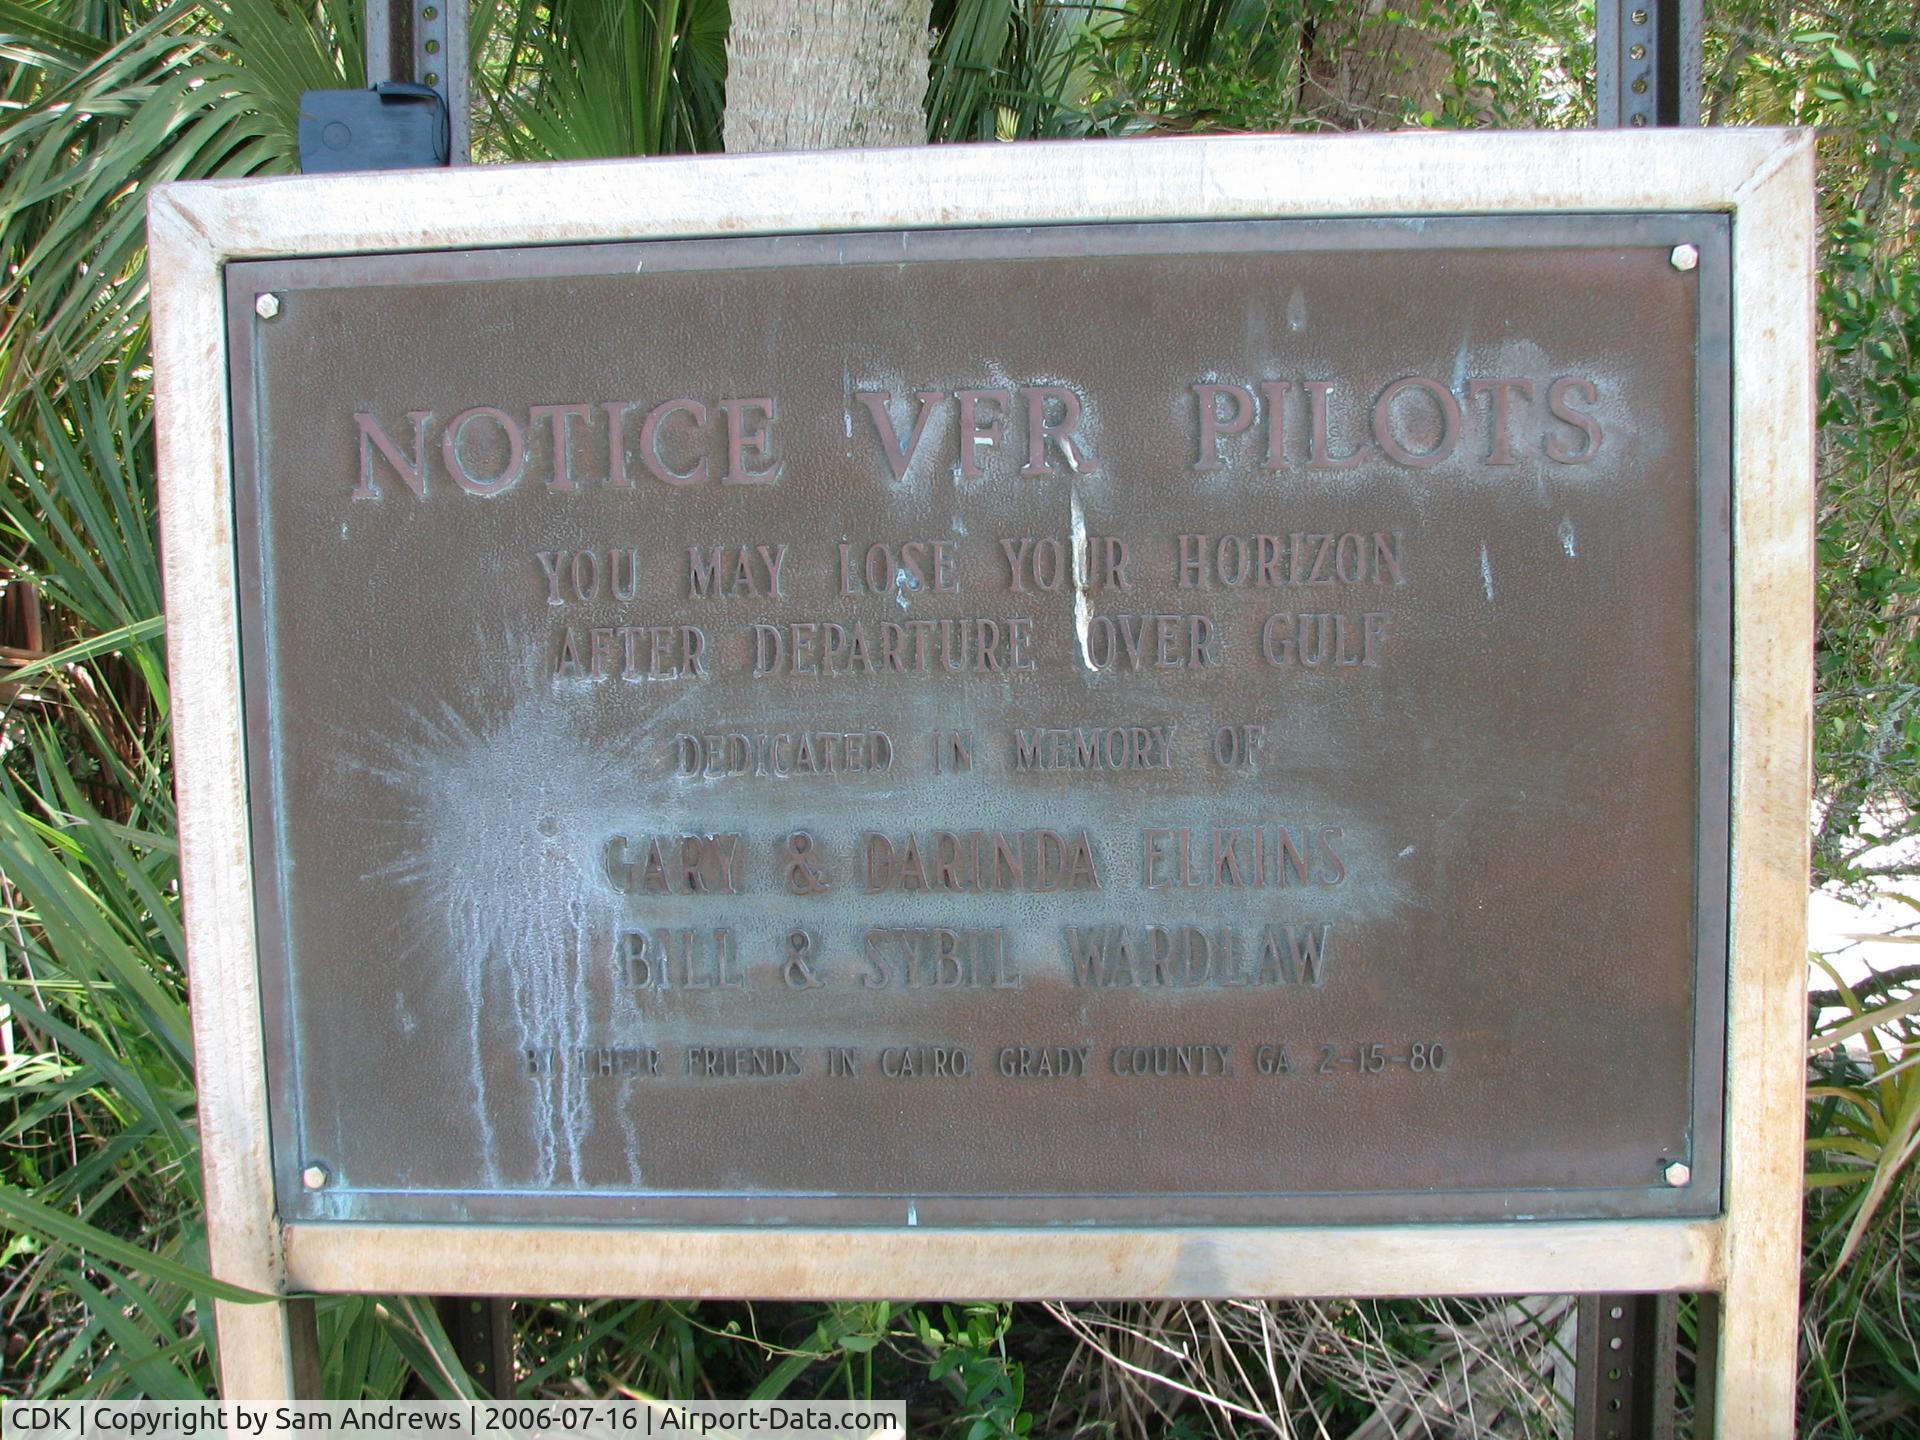 NOTICE VFR PILOTS
YOU MAY LOSE YOUR HORIZON
AFTER DEPARTURE OVER GULF
DEDICATED IN MEMORY OF
GARY & DARINDA ELKINS
BILL & SYBIL WARDLAW
BY THEIR FRIENDS IN CAIRO, GRADY COUNTY, GA 2-15-80
CDK | Copyright by Sam Andrews | 2006-07-16 | Airport-Data.com